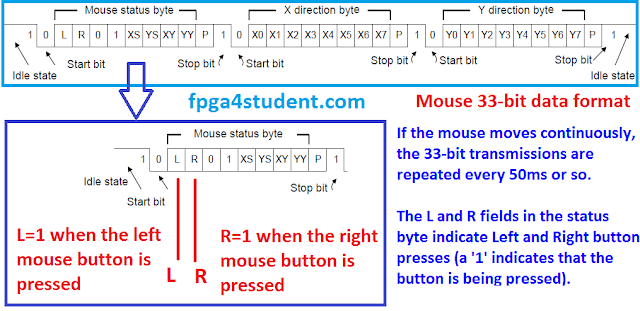 Mouse status byte X direction byte Y direction byte
1 0 L R 0 1 XS YS XY YY P 1 0 X0 X1 X2 X3 X4 X5 X6 X7 P 1 0 Y0 Y1 Y2 Y3 Y4 Y5 Y6 Y7 P 1
Idle state Start bit Stop bit Start bit Stop bit Start bit Stop bit Idle state
fpga4student.com Mouse 33-bit data format
Mouse status byte
1 0 L R 0 1 XS YS XY YY P 1
Idle state Start bit Stop bit
L=1 when the left
mouse button is
pressed
L R
R=1 when the right
mouse button is
pressed
If the mouse moves continuously,
the 33-bit transmissions are
repeated every 50ms or so.
The L and R fields in the status
byte indicate Left and Right button
presses (a '1' indicates that the
button is being pressed).